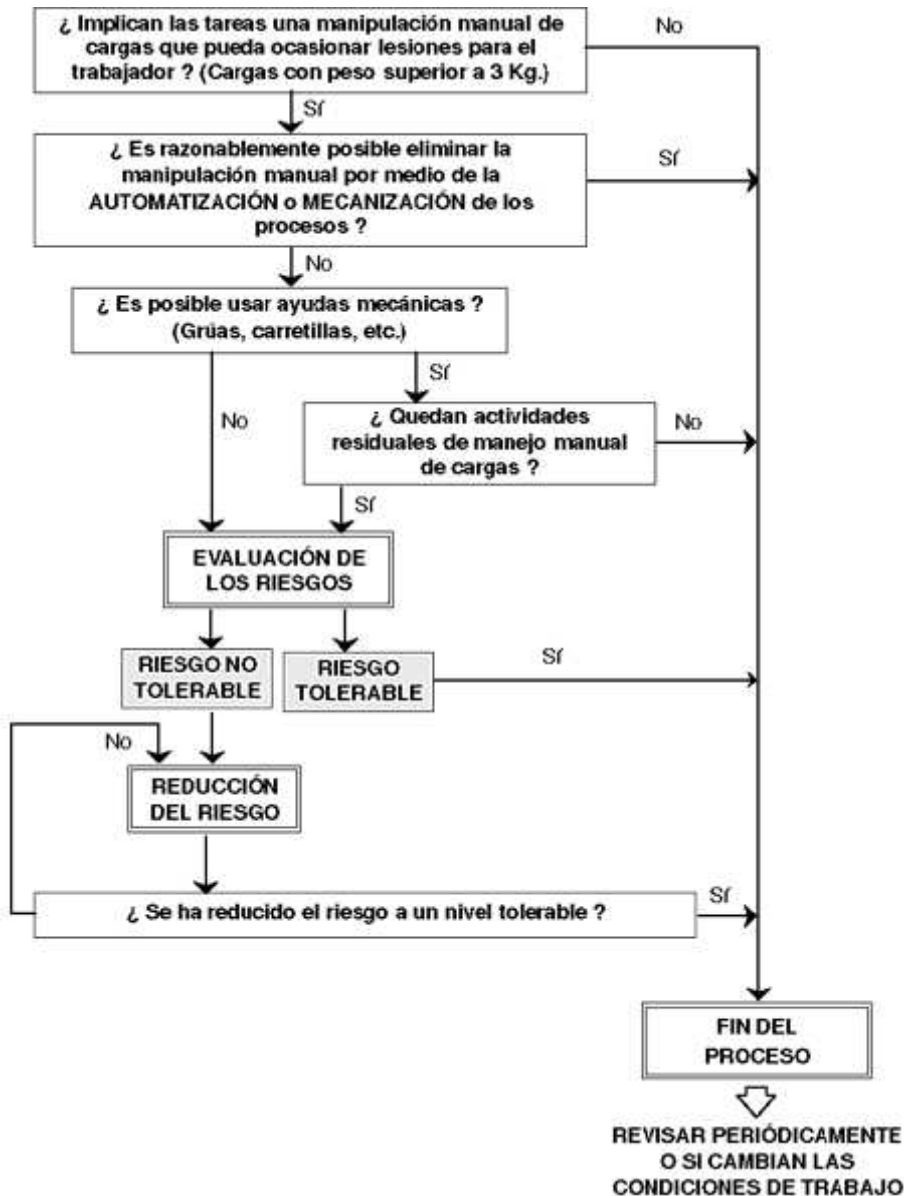 ¿ Implican las tareas una manipulación manual de
cargas que pueda ocasionar lesiones para el
trabajador ? (Cargas con peso superior a 3 Kg.)
No
Sí
¿ Es razonablemente posible eliminar la
manipulación manual por medio de la
AUTOMATIZACIÓN o MECANIZACIÓN de los
procesos ?
Sí
No
¿ Es posible usar ayudas mecánicas ?
(Grúas, carretillas, etc.)
Sí
No
¿ Quedan actividades
residuales de manejo manual
de cargas ?
No
Sí
EVALUACIÓN DE
LOS RIESGOS
RIESGO NO
TOLERABLE
RIESGO
TOLERABLE
Sí
No
REDUCCIÓN
DEL RIESGO
¿ Se ha reducido el riesgo a un nivel tolerable ?
Sí
FIN DEL
PROCESO
REVISAR PERIÓDICAMENTE
O SI CAMBIAN LAS
CONDICIONES DE TRABAJO